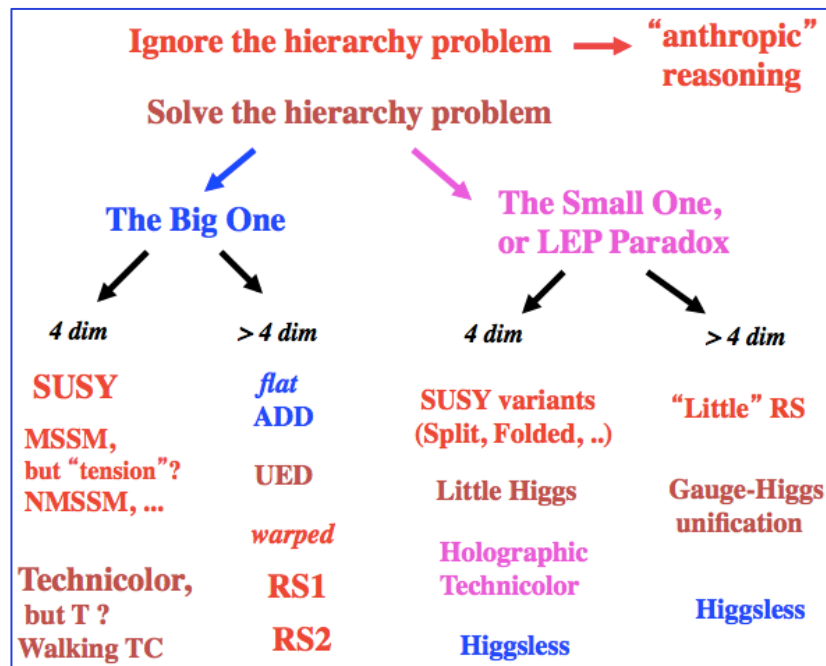 Ignore the hierarchy problem
“anthropic”
reasoning
Solve the hierarchy problem
The Big One
The Small One,
or LEP Paradox
4 dim
> 4 dim
4 dim
> 4 dim
SUSY
MSSM,
but “tension”?
NMSSM, ...
Technicolor,
but T ?
Walking TC
flat
ADD
UED
warped
RS1
RS2
SUSY variants
(Split, Folded, ..)
Little Higgs
Holographic
Technicolor
Higgsless
“Little” RS
Gauge-Higgs
unification
Higgsless